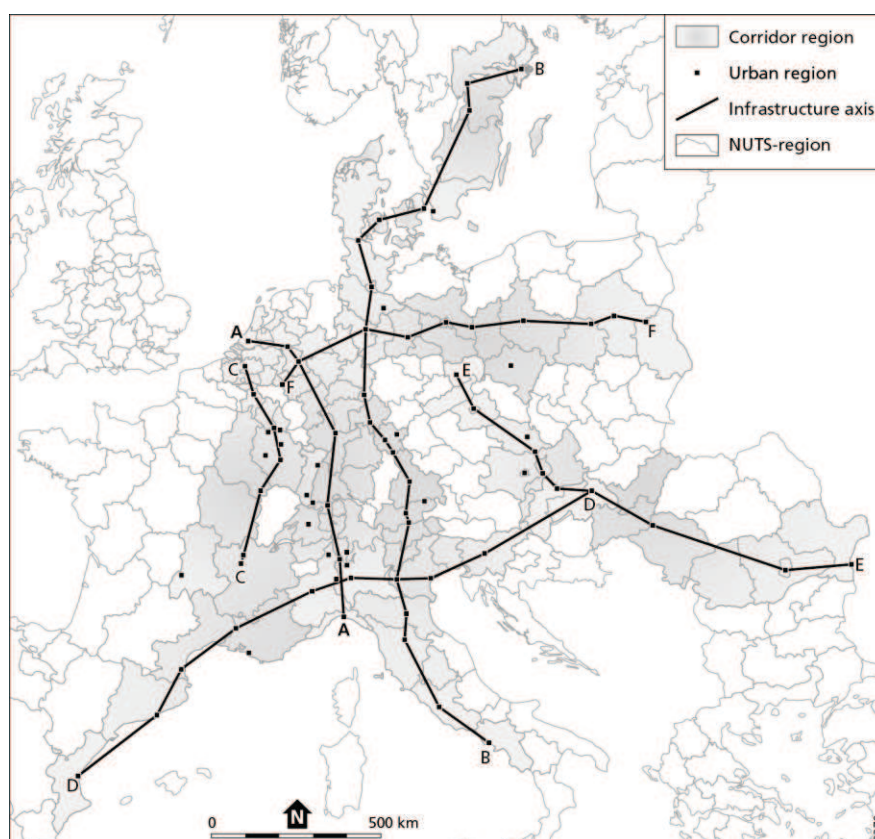 Corridor region
Urban region
Infrastructure axis
NUTS-region
B
A
F
C
F
E
D
E
C
A
B
D
N
0
500 km